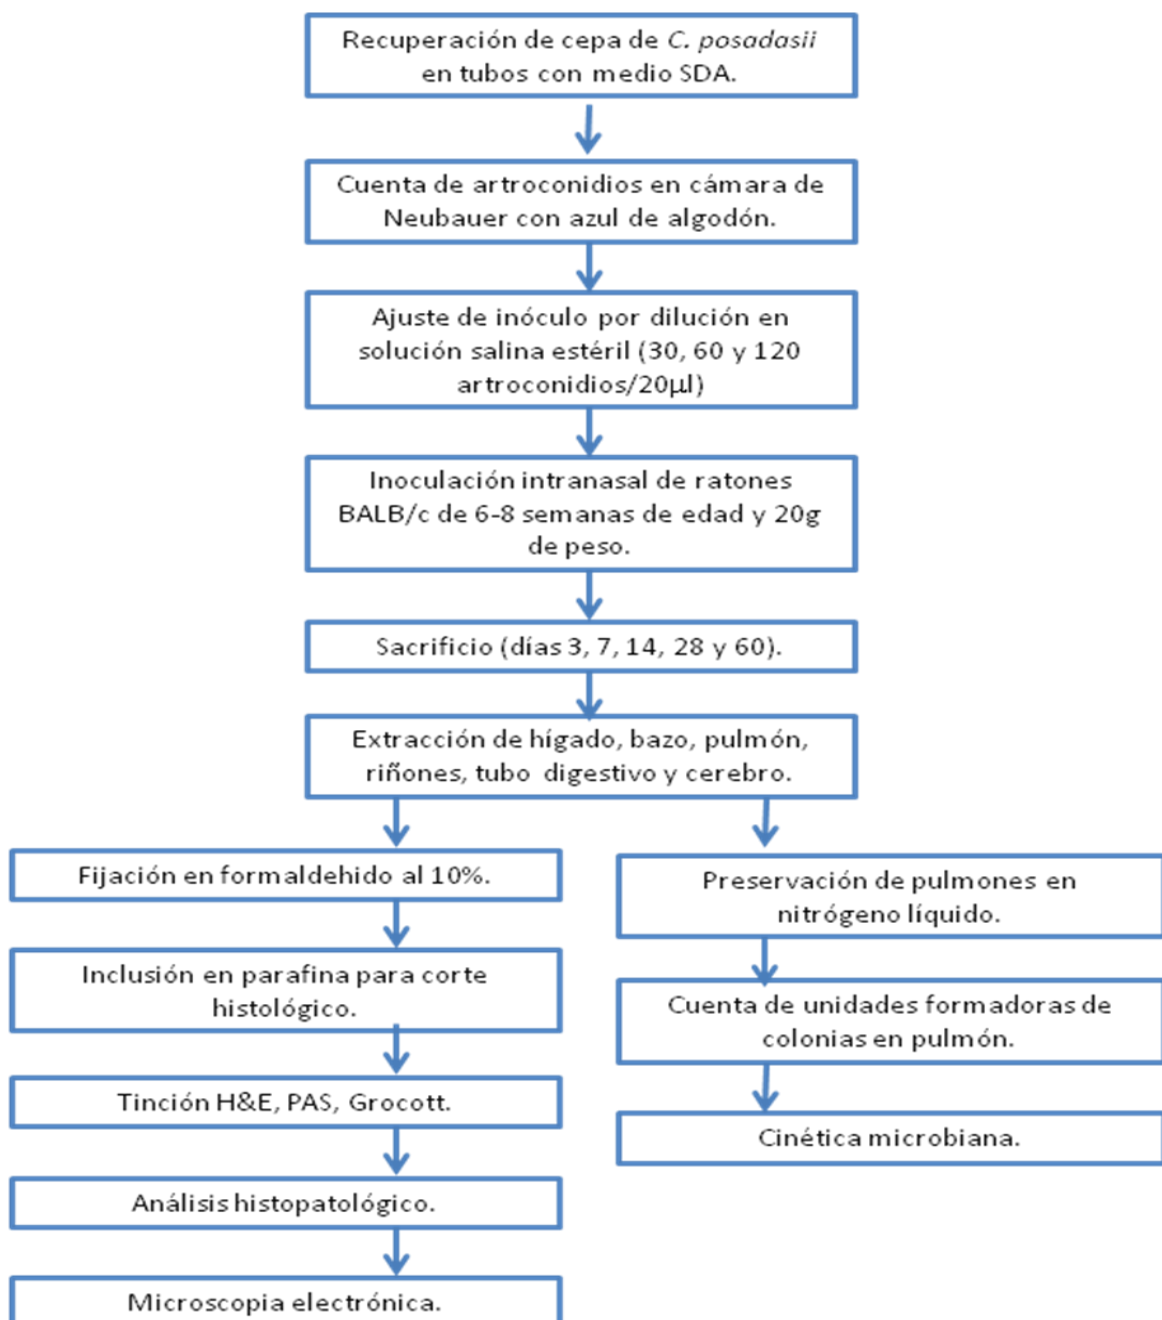 Recuperación de cepa de C. posadasii
en tubos con medio SDA.
Cuenta de artroconidios en cámara de
Neubauer con azul de algodón.
Ajuste de inóculo por dilución en
solución salina estéril (30, 60 y 120
artroconidios/20µl)
Inoculación intranasal de ratones
BALB/c de 6-8 semanas de edad y 20g
de peso.
Sacrificio (días 3, 7, 14, 28 y 60).
Extracción de hígado, bazo, pulmón,
riñones, tubo digestivo y cerebro.
Fijación en formaldehido al 10%.
Inclusión en parafina para corte
histológico.
Tinción H&E, PAS, Grocott.
Análisis histopatológico.
Microscopia electrónica.
Preservación de pulmones en
nitrógeno líquido.
Cuenta de unidades formadoras de
colonias en pulmón.
Cinética microbiana.